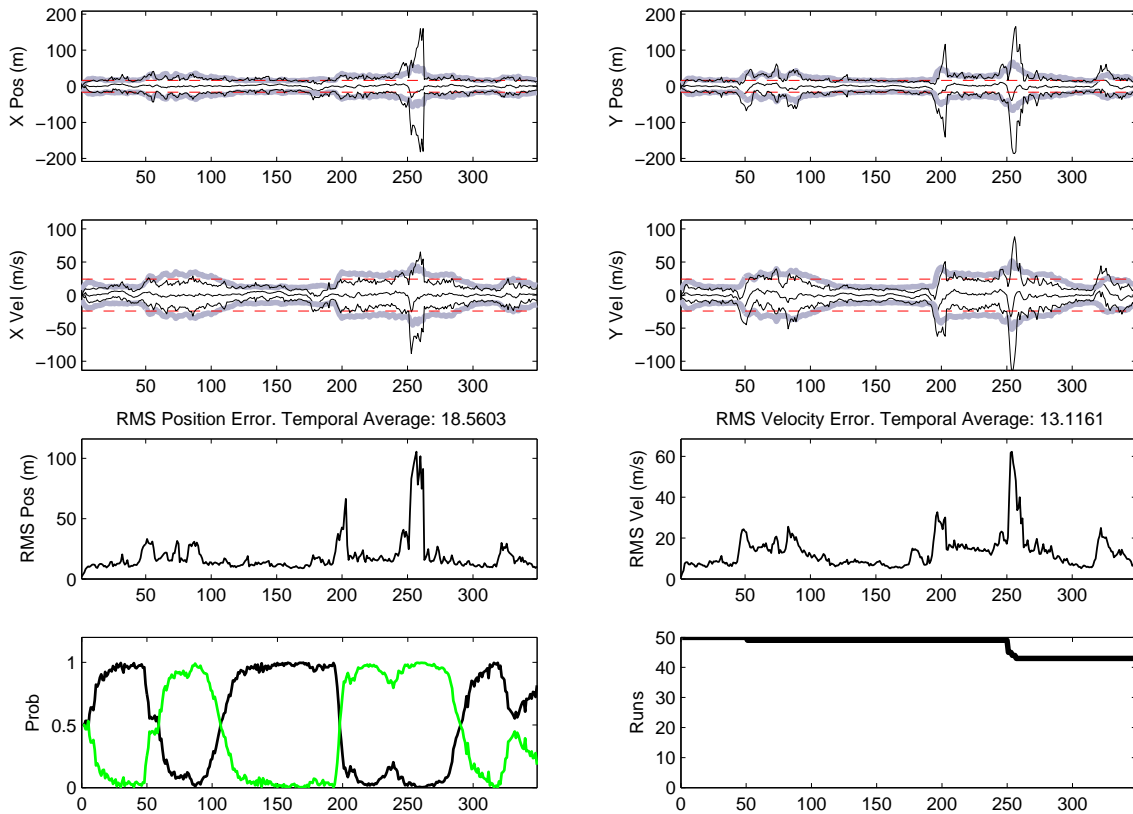 200
100
0
−100
−200
X Pos (m)
50 100 150 200 250 300
200
100
0
−100
−200
Y Pos (m)
50 100 150 200 250 300
100
50
0
−50
−100
X Vel (m/s)
50 100 150 200 250 300
100
50
0
−50
−100
Y Vel (m/s)
50 100 150 200 250 300
RMS Position Error. Temporal Average: 18.5603
100
50
0
RMS Pos (m)
0 50 100 150 200 250 300
RMS Velocity Error. Temporal Average: 13.1161
60
40
20
0
RMS Vel (m/s)
0 50 100 150 200 250 300
1
0.5
0
Prob
0 50 100 150 200 250 300
50
40
30
20
10
0
Runs
0 50 100 150 200 250 300